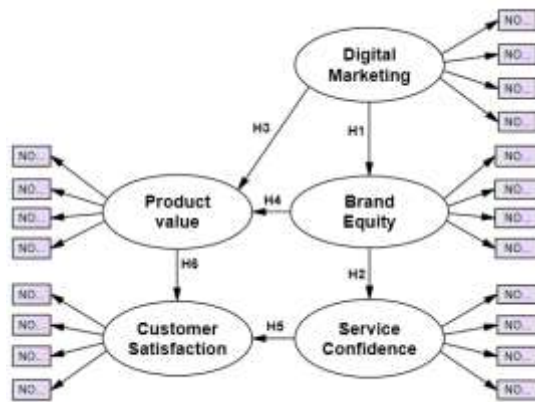 NO...
Digital
Marketing
NO...
NO...
NO...
H3
H1
NO...
NO...
NO...
NO...
NO...
NO...
NO...
NO...
Product
value
H4
Brand
Equity
H6
H2
NO...
NO...
NO...
NO...
NO...
NO...
NO...
NO...
Customer
Satisfaction
H5
Service
Confidence